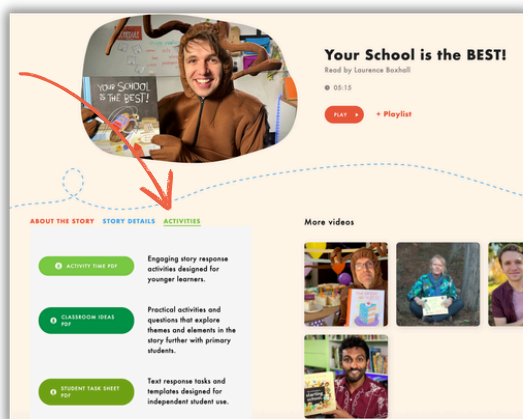 YOUR SCHOOL
IS THE BEST!
Your School is the BEST!
Read by Laurence Boxhall
05:15
PLAY
+ Playlist
ABOUT THE STORY STORY DETAILS ACTIVITIES
More videos
ACTIVITY TIME PDF
Engaging story response
activities designed for
younger learners.
CLASSROOM IDEAS
PDF
Practical activities and
questions that explore
themes and elements in the
story further with primary
students.
STUDENT TASK SHEET
PDF
Text response tasks and
templates designed for
independent student use.